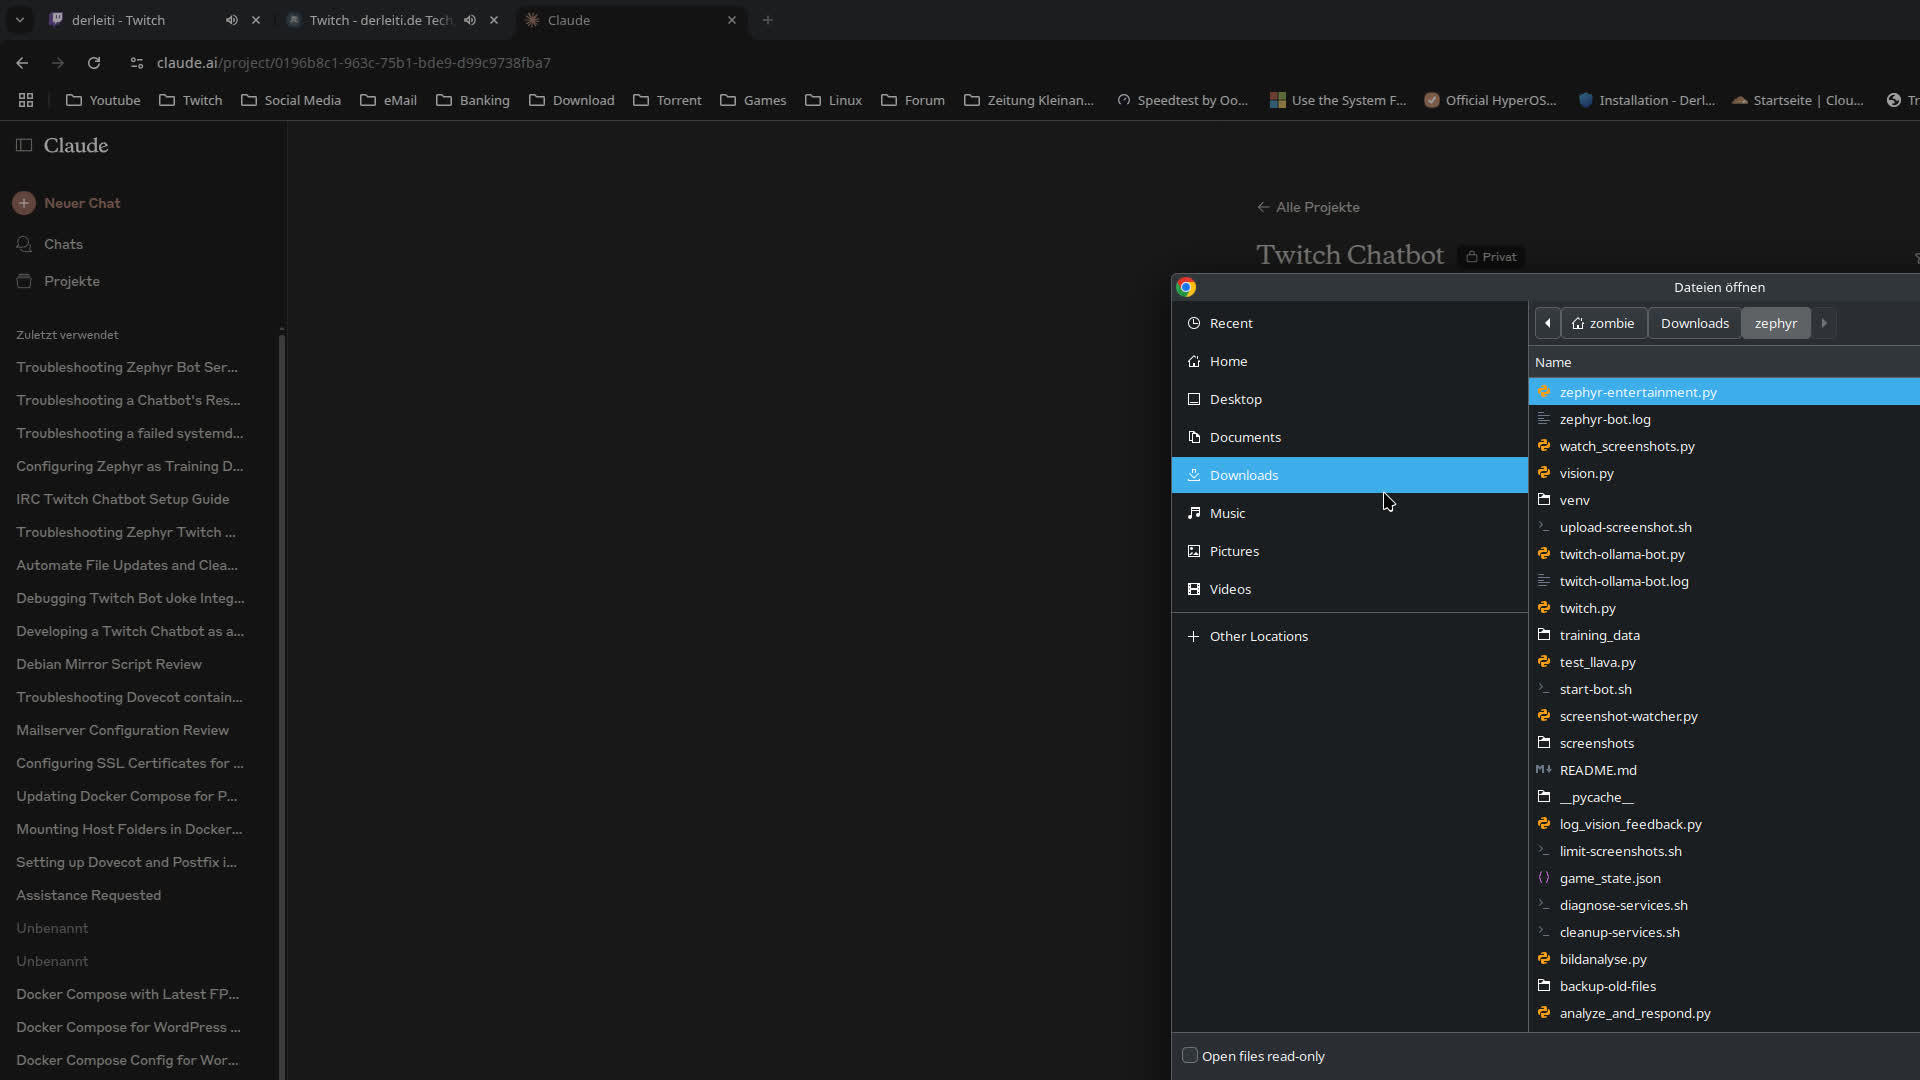 derleiti - Twitch
Twitch - derleiti.de Tech
Claude
claude.ai/project/0196b8c1-963c-75b1-bde9-d99c9738fba7
Youtube
Twitch
Social Media
eMail
Banking
Download
Torrent
Games
Linux
Forum
Zeitung Kleinan...
Speedtest by Oo...
Use the System F...
Official HyperOS...
Installation - Derl...
Startseite | Clou...
Claude
Neuer Chat
Chats
Projekte
Zuletzt verwendet
Troubleshooting Zephyr Bot Ser...
Troubleshooting a Chatbot's Res...
Troubleshooting a failed systemd...
Configuring Zephyr as Training D...
IRC Twitch Chatbot Setup Guide
Troubleshooting Zephyr Twitch ...
Automate File Updates and Clea...
Debugging Twitch Bot Joke Integ...
Developing a Twitch Chatbot as a...
Debian Mirror Script Review
Troubleshooting Dovecot contain...
Mailserver Configuration Review
Configuring SSL Certificates for ...
Updating Docker Compose for P...
Mounting Host Folders in Docker...
Setting up Dovecot and Postfix i...
Assistance Requested
Unbenannt
Unbenannt
Docker Compose with Latest FP...
Docker Compose for WordPress ...
Docker Compose Config for Wor...
Alle Projekte
Twitch Chatbot
Privat
Dateien öffnen
Recent
Home
Desktop
Documents
Downloads
Music
Pictures
Videos
Other Locations
zombie
Downloads
zephyr
Name
zephyr-entertainment.py
zephyr-bot.log
watch_screenshots.py
vision.py
venv
upload-screenshot.sh
twitch-ollama-bot.py
twitch-ollama-bot.log
twitch.py
training_data
test_llava.py
start-bot.sh
screenshot-watcher.py
screenshots
README.md
__pycache__
log_vision_feedback.py
limit-screenshots.sh
game_state.json
diagnose-services.sh
cleanup-services.sh
bildanalyse.py
backup-old-files
analyze_and_respond.py
Open files read-only